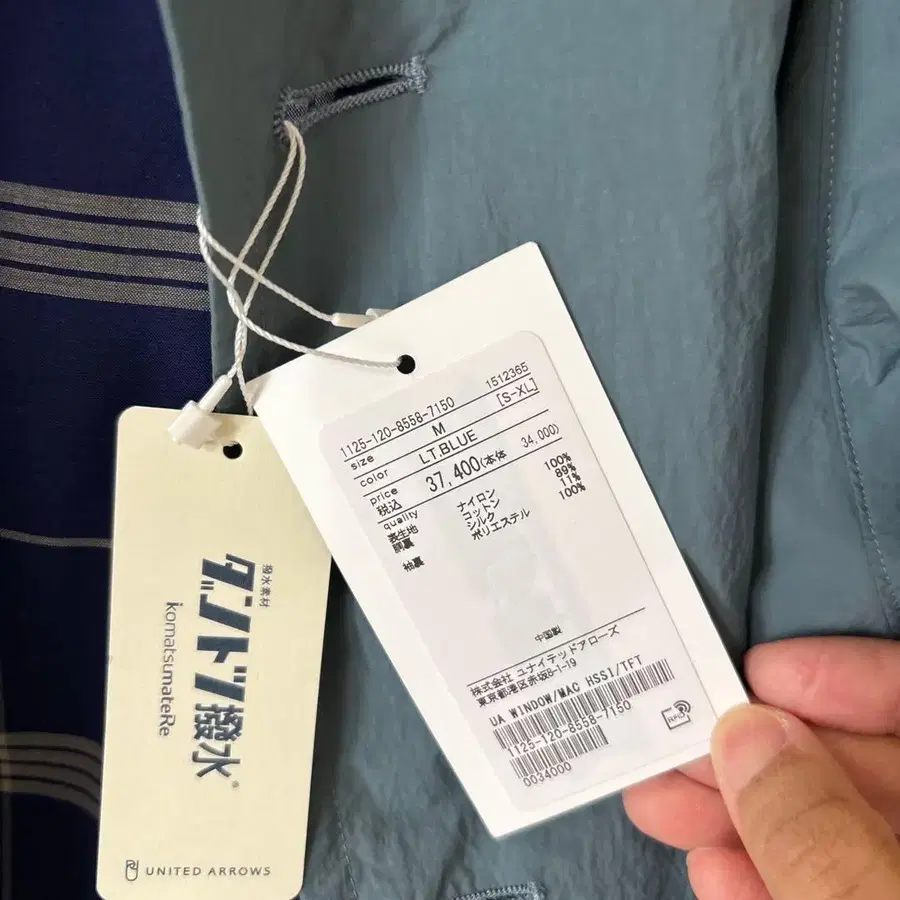 1125-120-8558-7150 1512365
size M [S-XL]
color LT.BLUE
price 税込 37,400(本体 34,000)
quality
表生地 ナイロン 100%
胴裏 コットン 89%
シルク 11%
袖裏 ポリエステル 100%
中国製
株式会社 ユナイテッドアローズ
東京都港区赤坂8-1-19
UA WINDOW/MAC HSSI/TFT
1125-120-8558-7150
0034000
RFID
撥水素材
ダントツ撥水®
komatsumateRe
UNITED ARROWS